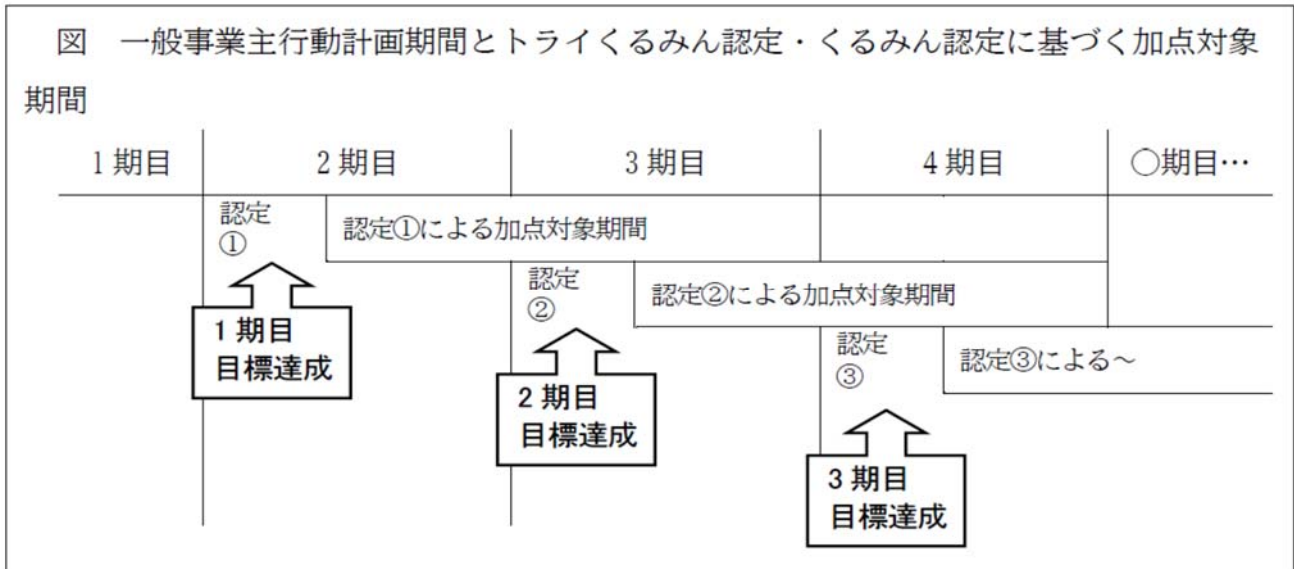 図　一般事業主行動計画期間とトライくるみん認定・くるみん認定に基づく加点対象
期間
1期目
2期目
3期目
4期目
○期目…
認定
①
認定①による加点対象期間
1期目
目標達成
認定
②
認定②による加点対象期間
2期目
目標達成
認定
③
認定③による～
3期目
目標達成